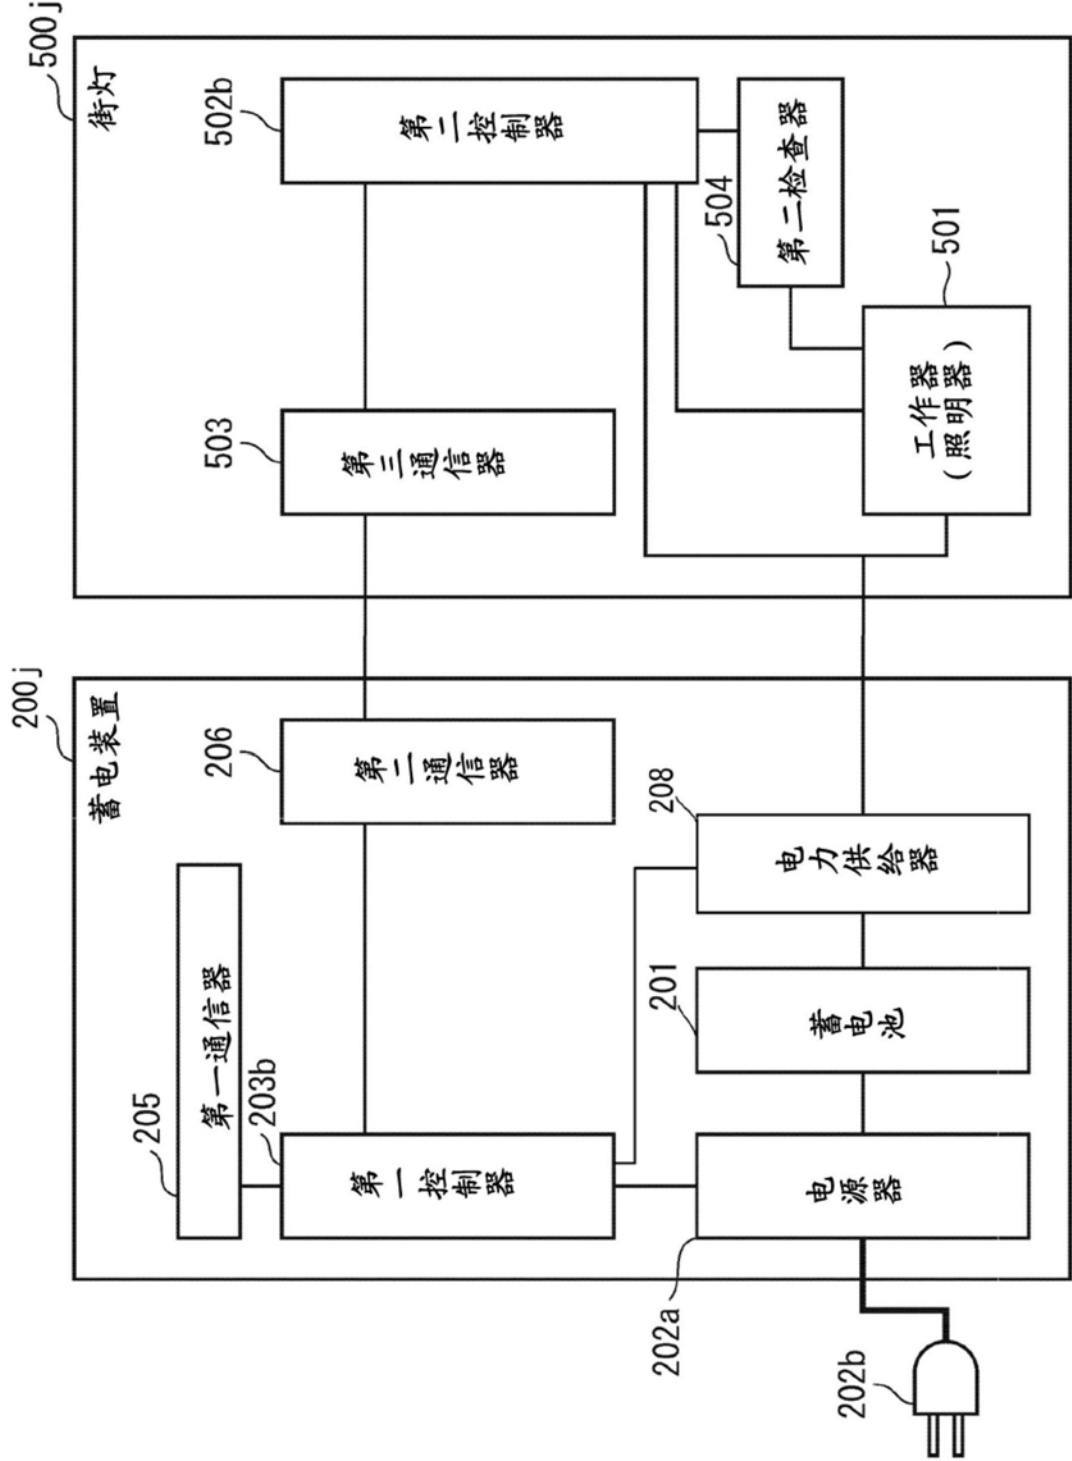 200j
蓄电装置
205
第一通信器
203b
第一控制器
206
第二通信器
202a
电源器
201
蓄电池
208
电力供给器
202b
500j
街灯
503
第三通信器
502b
第二控制器
504
第二检查器
501
工作器
(照明器)